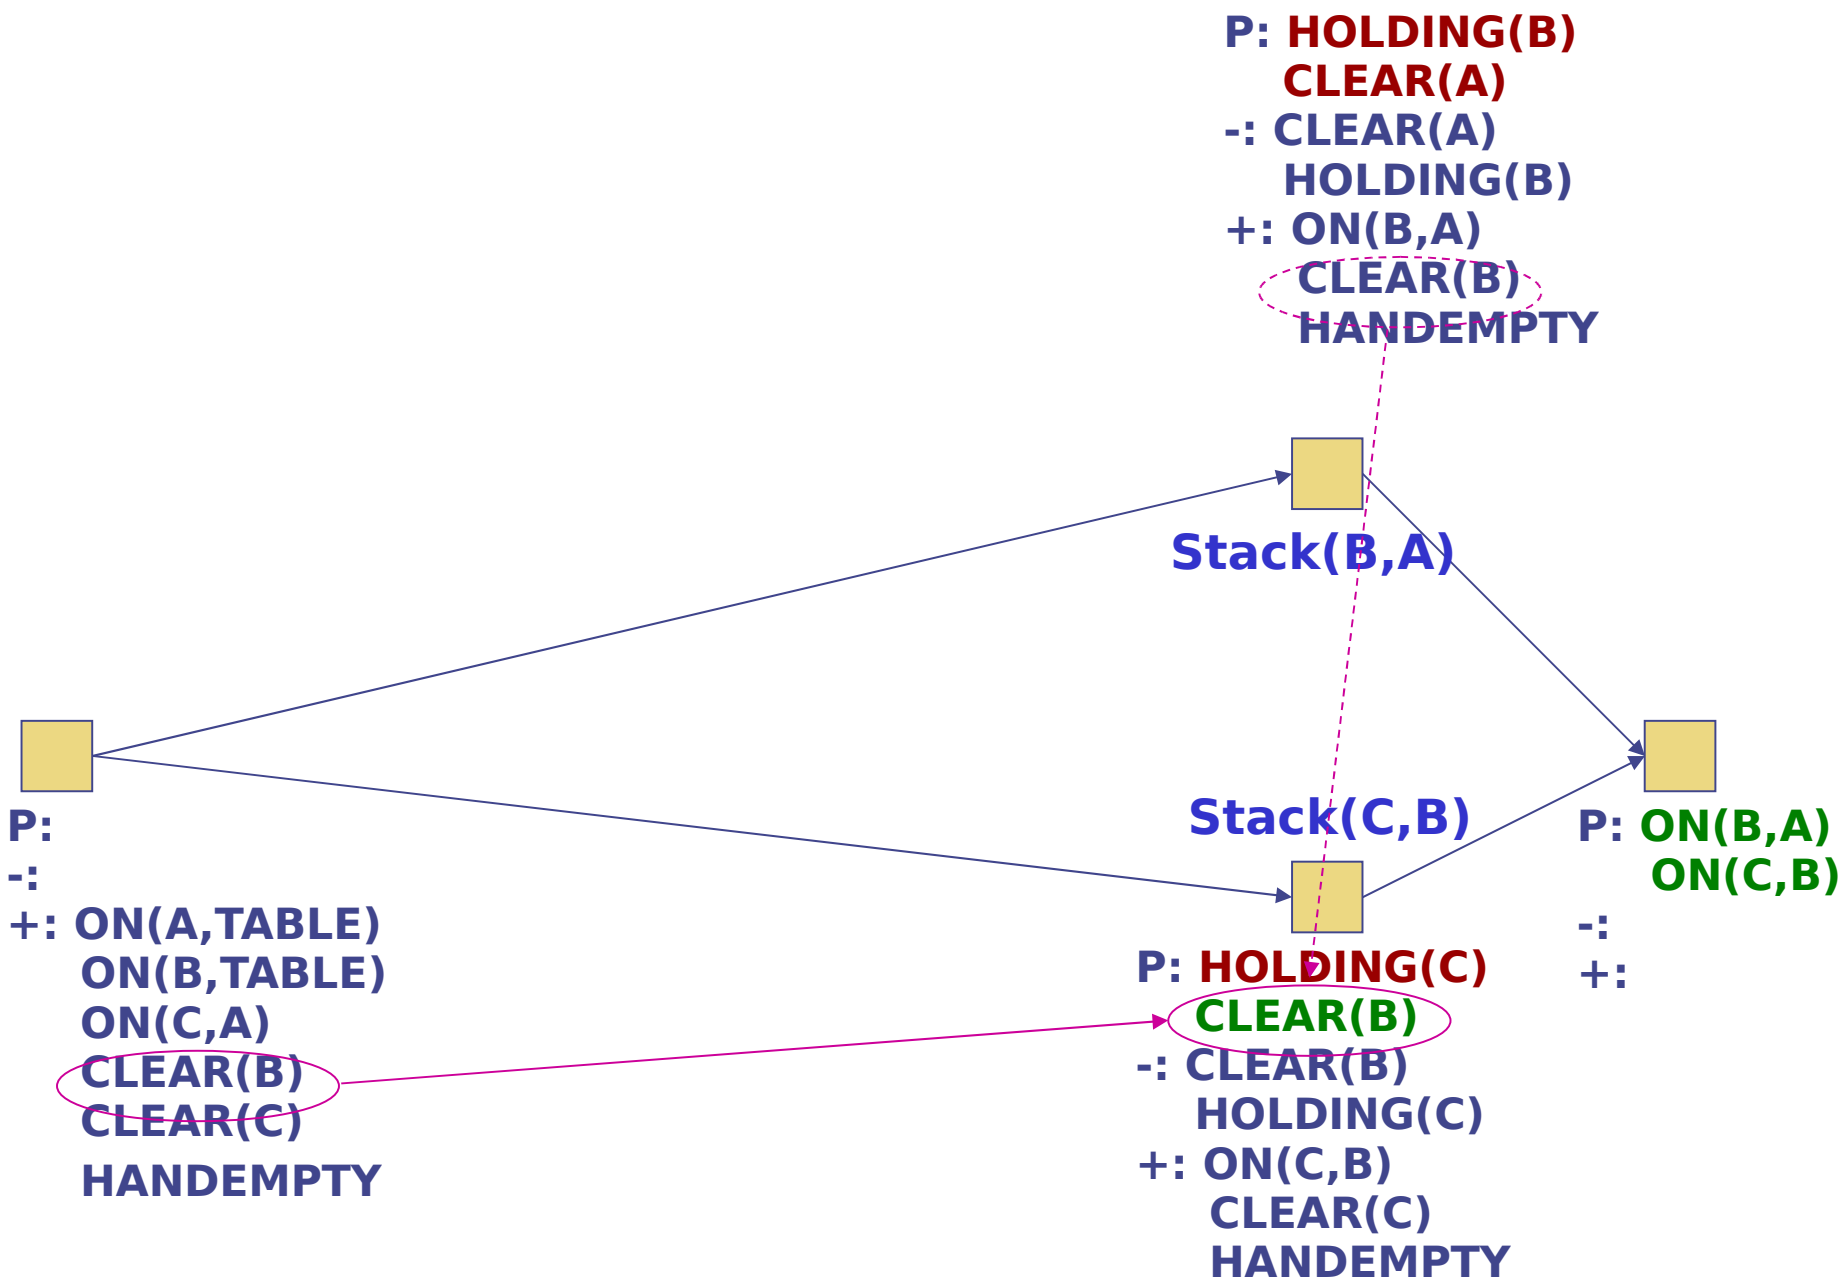 P: HOLDING(B)
CLEAR(A)
-: CLEAR(A)
HOLDING(B)
+: ON(B,A)
CLEAR(B)
HANDEMPTY
Stack(B,A)
P:
-:
+: ON(A,TABLE)
ON(B,TABLE)
ON(C,A)
CLEAR(B)
CLEAR(C)
HANDEMPTY
Stack(C,B)
P: HOLDING(C)
CLEAR(B)
-: CLEAR(B)
HOLDING(C)
+: ON(C,B)
CLEAR(C)
HANDEMPTY
P: ON(B,A)
ON(C,B)
-:
+: